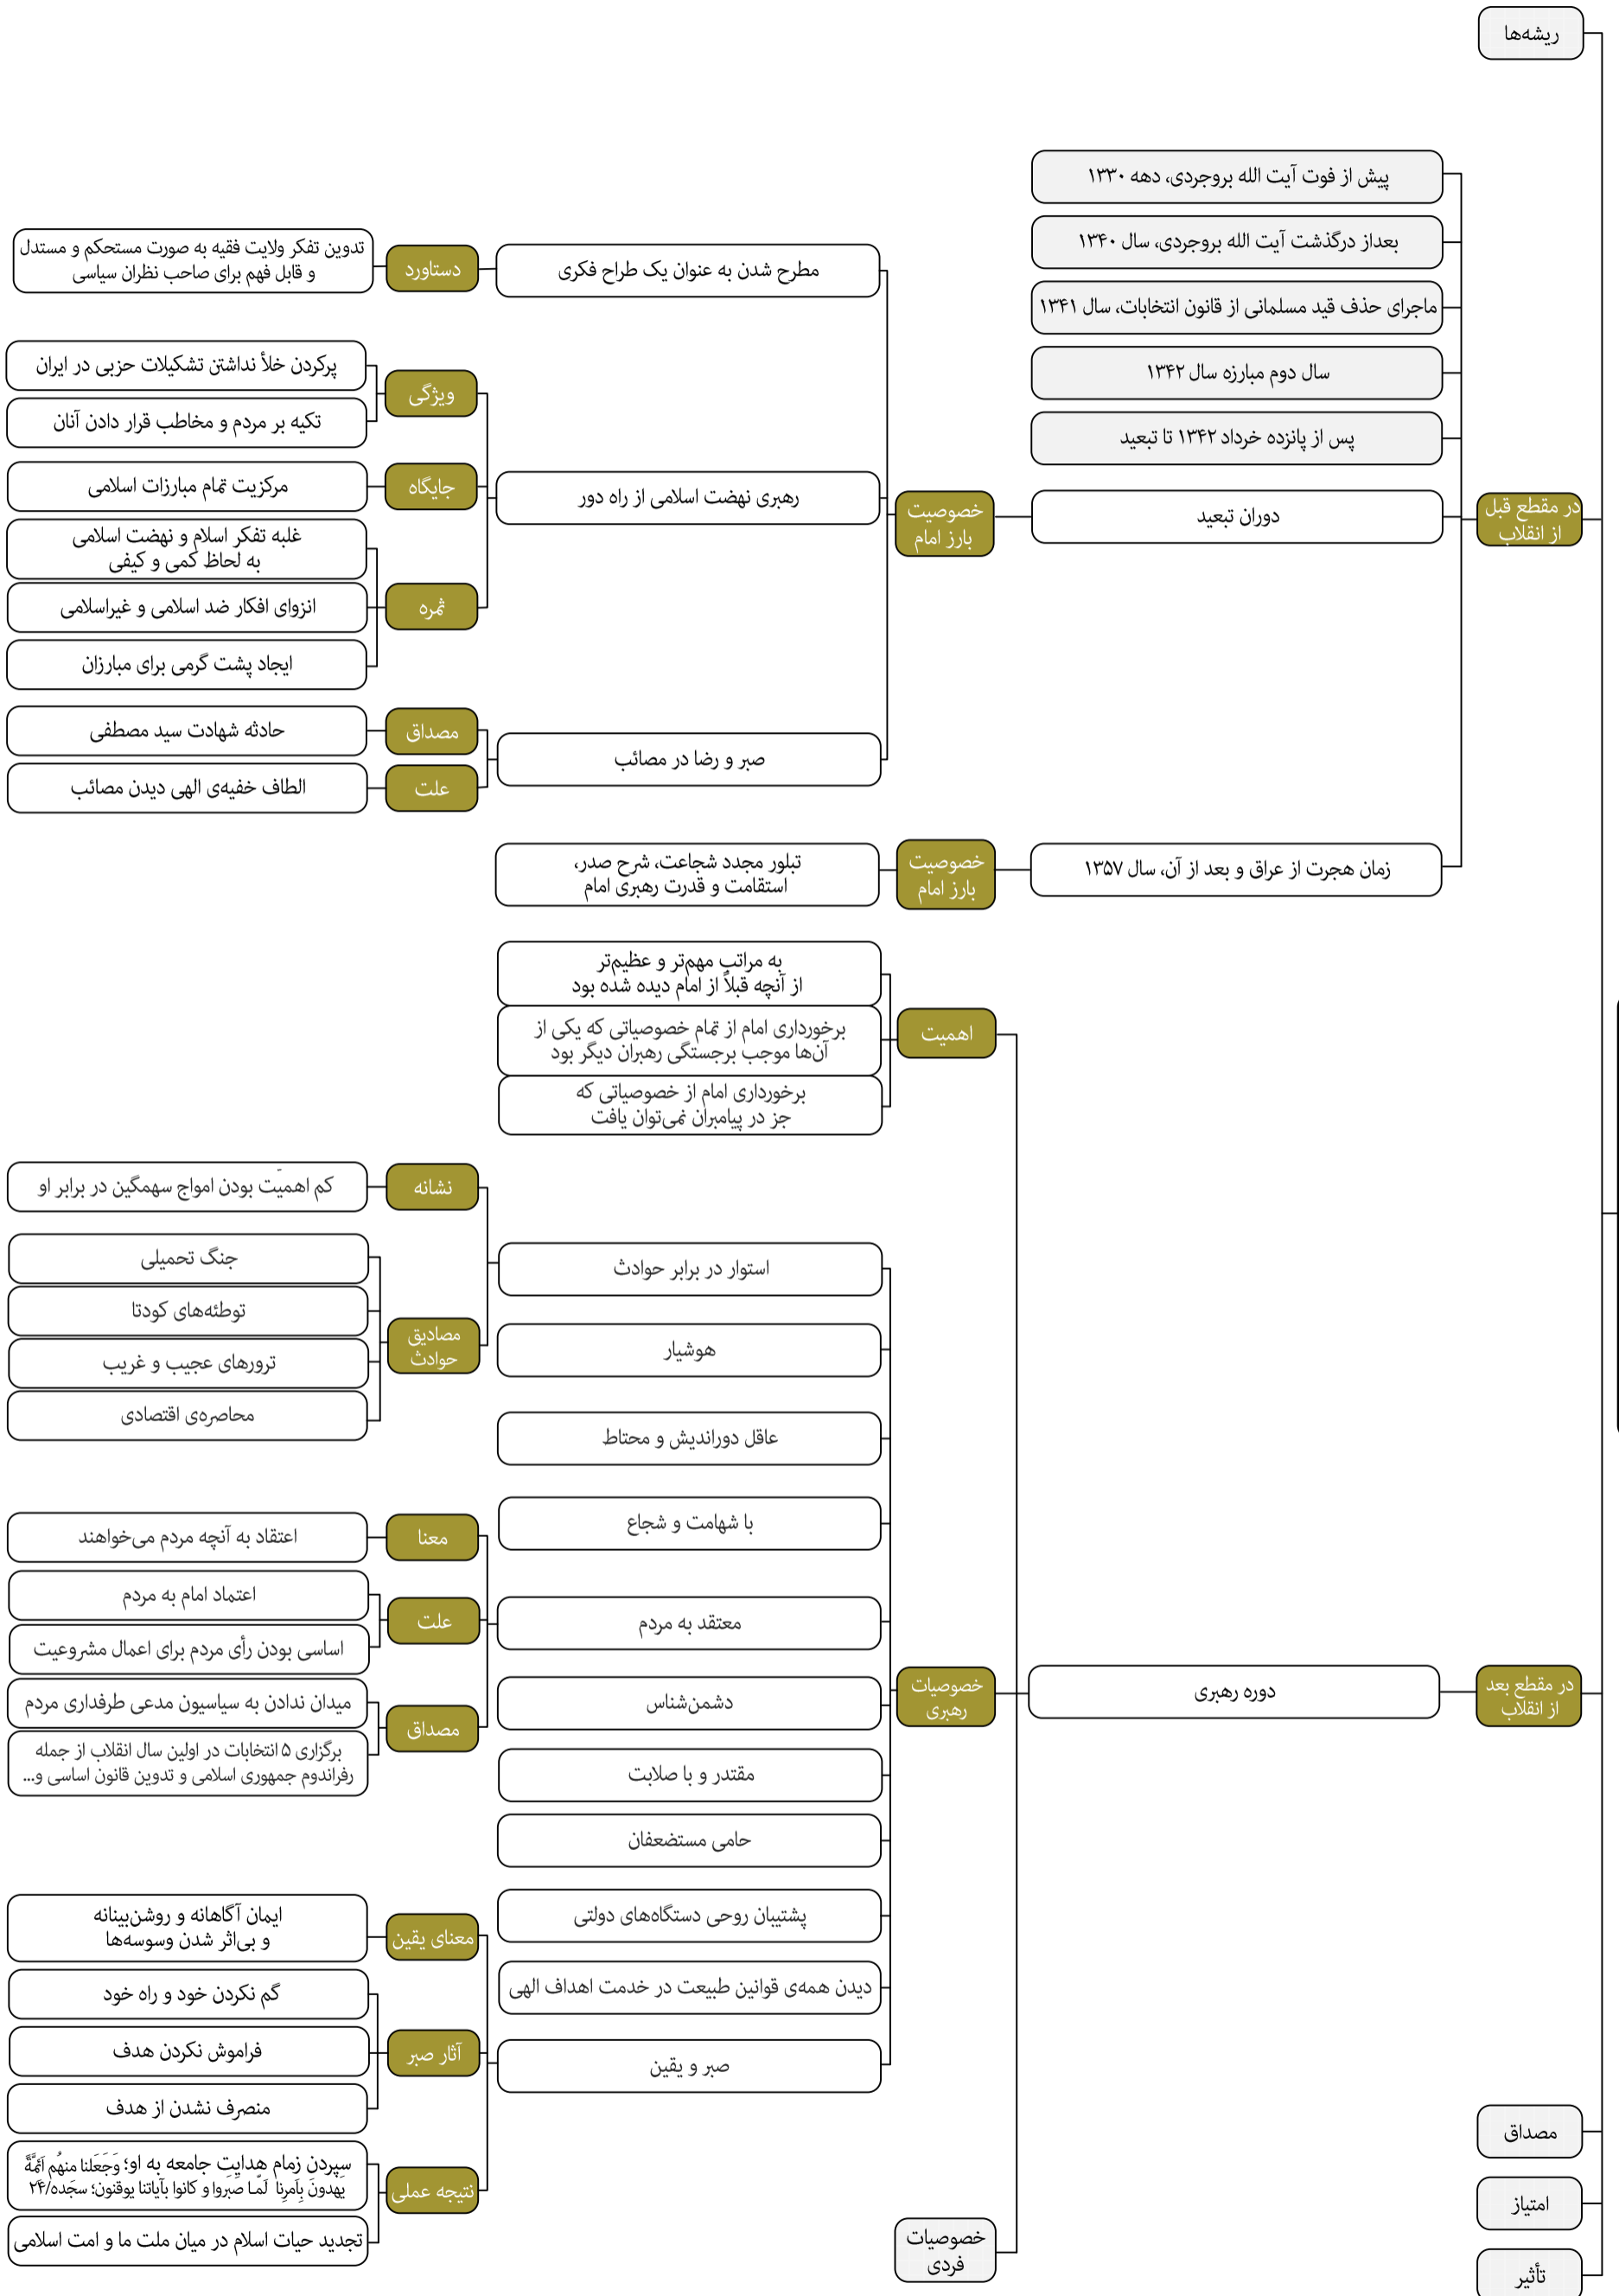 ریشه‌ها
در مقطع قبل
از انقلاب
پیش از فوت آیت الله بروجردی، دهه ۱۳۳۰
بعداز درگذشت آیت الله بروجردی، سال ۱۳۴۰
ماجرای حذف قید مسلمانی از قانون انتخابات، سال ۱۳۴۱
سال دوم مبارزه سال ۱۳۴۲
پس از پانزده خرداد ۱۳۴۲ تا تبعید
دوران تبعید
خصوصیت
بارز امام
مطرح شدن به عنوان یک طراح فکری
دستاورد
تدوین تفکر ولایت فقیه به صورت مستحکم و مستدل
و قابل فهم برای صاحب نظران سیاسی
رهبری نهضت اسلامی از راه دور
ویژگی
پرکردن خلأ نداشتن تشکیلات حزبی در ایران
تکیه بر مردم و مخاطب قرار دادن آنان
جایگاه
مرکزیت تمام مبارزات اسلامی
ثمره
غلبه تفکر اسلام و نهضت اسلامی
به لحاظ کمی و کیفی
انزوای افکار ضد اسلامی و غیراسلامی
ایجاد پشت گرمی برای مبارزان
صبر و رضا در مصائب
مصداق
حادثه شهادت سید مصطفی
علت
الطاف خفیه‌ی الهی دیدن مصائب
زمان هجرت از عراق و بعد از آن، سال ۱۳۵۷
خصوصیت
بارز امام
تبلور مجدد شجاعت، شرح صدر،
استقامت و قدرت رهبری امام
در مقطع بعد
از انقلاب
دوره رهبری
اهمیت
به مراتب مهم‌تر و عظیم‌تر
از آنچه قبلاً از امام دیده شده بود
برخورداری امام از تمام خصوصیاتی که یکی از
آن‌ها موجب برجستگی رهبران دیگر بود
برخورداری امام از خصوصیاتی که
جز در پیامبران نمی‌توان یافت
خصوصیات
رهبری
استوار در برابر حوادث
نشانه
کم اهمیّت بودن امواج سهمگین در برابر او
مصادیق
حوادث
جنگ تحمیلی
توطئه‌های کودتا
ترورهای عجیب و غریب
محاصره‌ی اقتصادی
هوشیار
عاقل دوراندیش و محتاط
با شهامت و شجاع
معتقد به مردم
معنا
اعتقاد به آنچه مردم می‌خواهند
علت
اعتماد امام به مردم
اساسی بودن رأی مردم برای اعمال مشروعیت
مصداق
میدان ندادن به سیاسیون مدعی طرفداری مردم
برگزاری ۵ انتخابات در اولین سال انقلاب از جمله
رفراندوم جمهوری اسلامی و تدوین قانون اساسی و...
دشمن‌شناس
مقتدر و با صلابت
حامی مستضعفان
پشتیبان روحی دستگاه‌های دولتی
دیدن همه‌ی قوانین طبیعت در خدمت اهداف الهی
صبر و یقین
معنای یقین
ایمان آگاهانه و روشن‌بینانه
و بی‌اثر شدن وسوسه‌ها
آثار صبر
گم نکردن خود و راه خود
فراموش نکردن هدف
منصرف نشدن از هدف
نتیجه عملی
سِپردن زمام هدایتِ جامعه به او؛ وَجَعَلنا منهُم اَئِمَّةً
یهدونَ بِاَمرِنا لَمّـا صَبروا و کانوا بآیاتنا یوقنون؛ سجده/۲۴
تجدید حیات اسلام در میان ملت ما و امت اسلامی
خصوصیات
فردی
مصداق
امتیاز
تأثیر